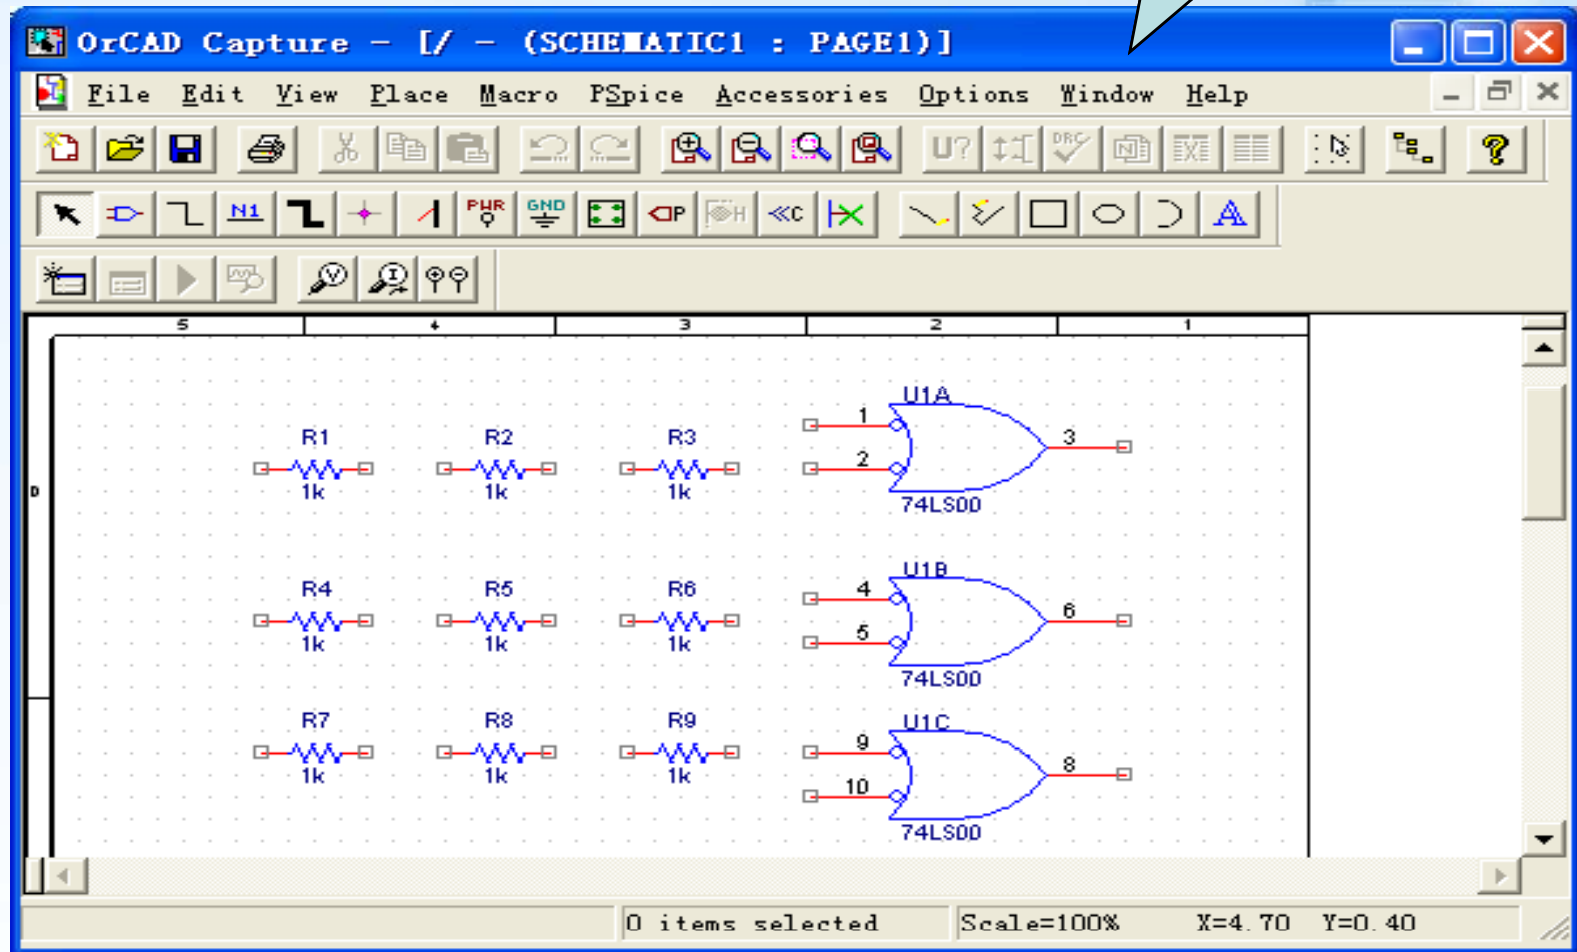 OrCAD Capture - [/ - (SCHEMATIC1 : PAGE1)]
File Edit View Place Macro PSpice Accessories Options Window Help
U? DRC
N1 PWR GND P H C A
V I
5 4 3 2 1
D
U1A
R1 R2 R3 1 3
2
1k 1k 1k
74LS00
U1B
R4 R5 R6 4 6
5
1k 1k 1k
74LS00
U1C
R7 R8 R9 9 8
1k 1k 1k 10
74LS00
0 items selected Scale=100% X=4.70 Y=0.40